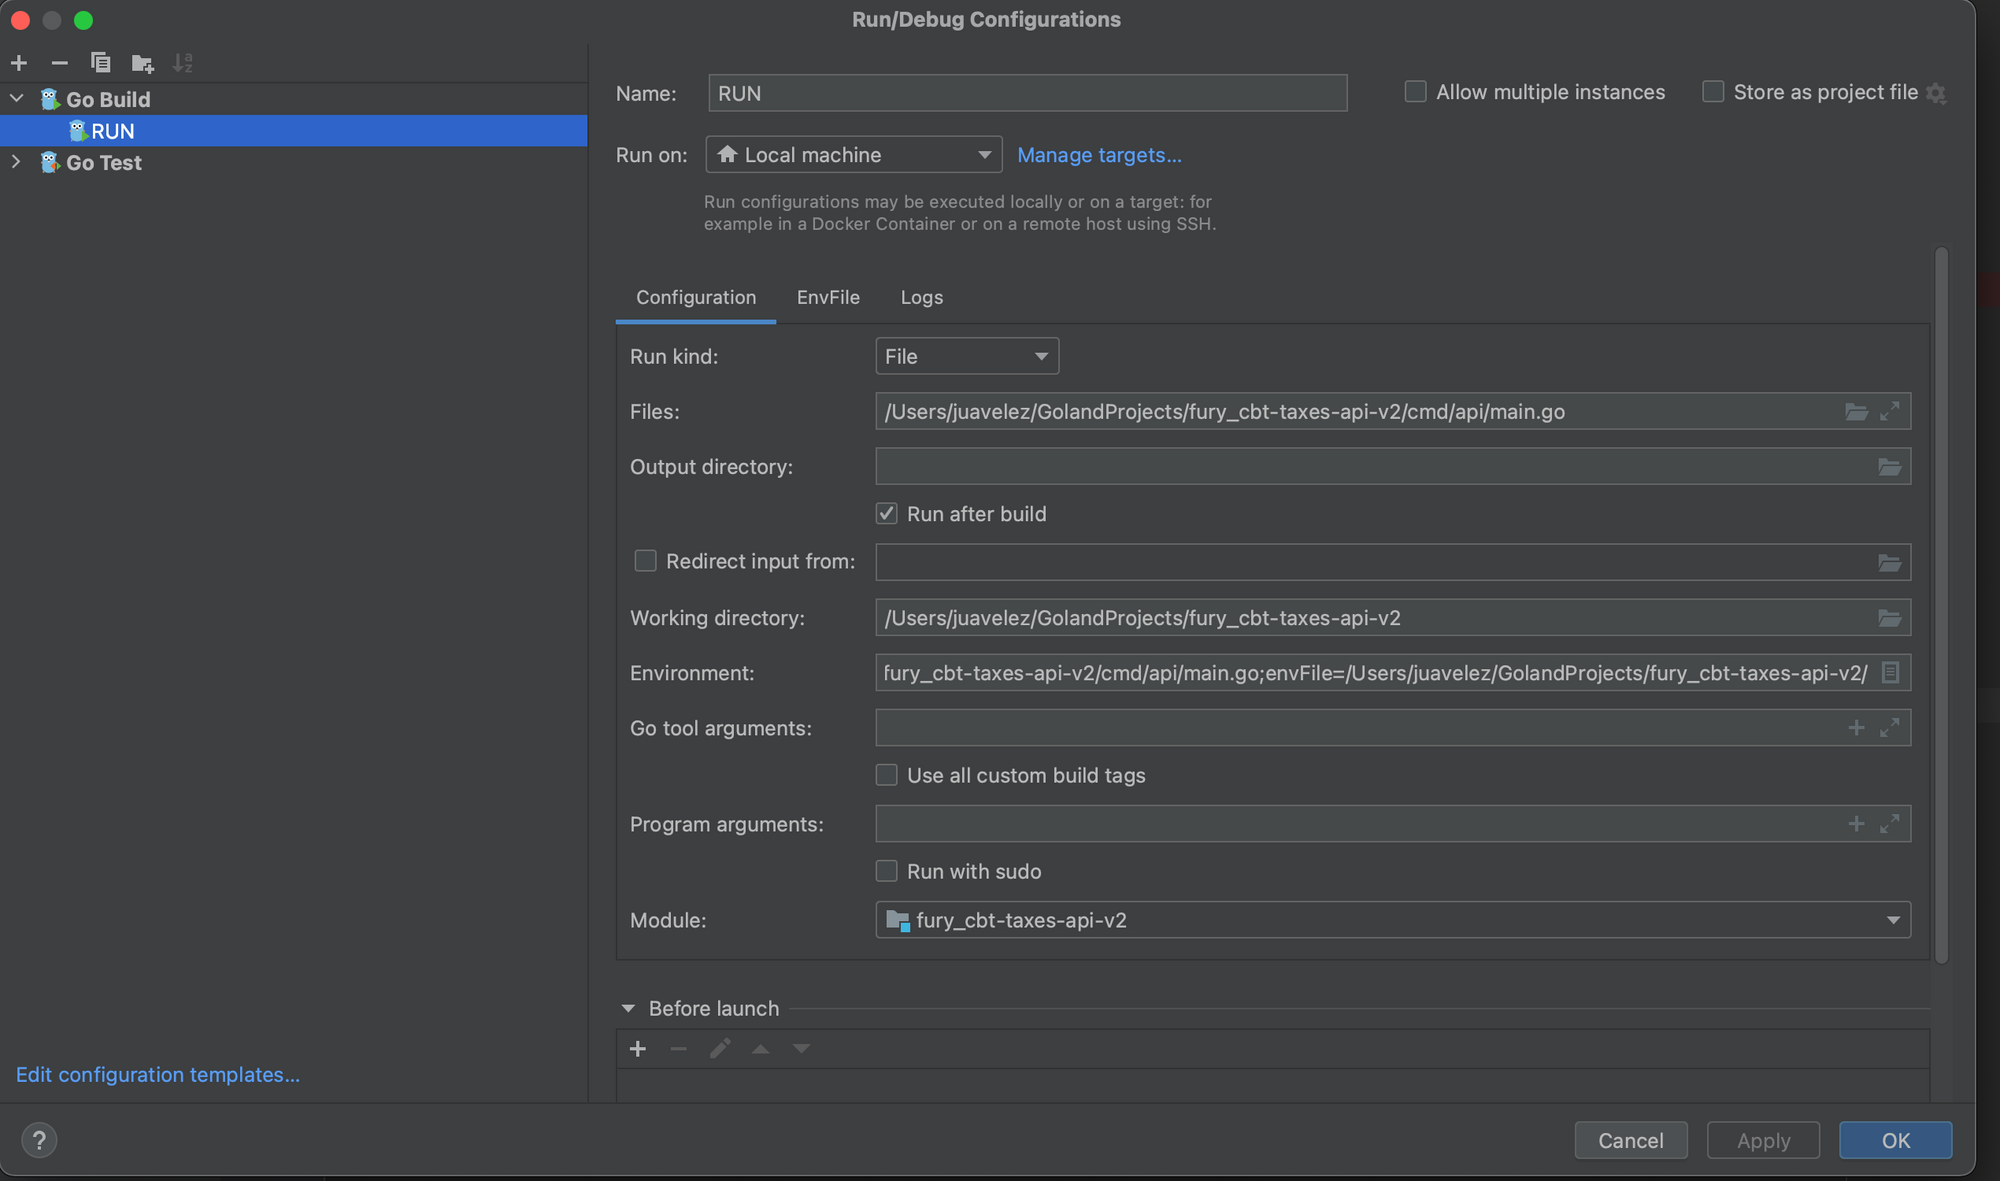 Run/Debug Configurations
Go Build
RUN
Go Test
Edit configuration templates...
Name: RUN
Allow multiple instances
Store as project file
Run on: Local machine Manage targets...
Run configurations may be executed locally or on a target: for
example in a Docker Container or on a remote host using SSH.
Configuration EnvFile Logs
Run kind: File
Files: /Users/juavelez/GolandProjects/fury_cbt-taxes-api-v2/cmd/api/main.go
Output directory:
Run after build
Redirect input from:
Working directory: /Users/juavelez/GolandProjects/fury_cbt-taxes-api-v2
Environment: fury_cbt-taxes-api-v2/cmd/api/main.go;envFile=/Users/juavelez/GolandProjects/fury_cbt-taxes-api-v2/
Go tool arguments:
Use all custom build tags
Program arguments:
Run with sudo
Module: fury_cbt-taxes-api-v2
Before launch
? Cancel Apply OK